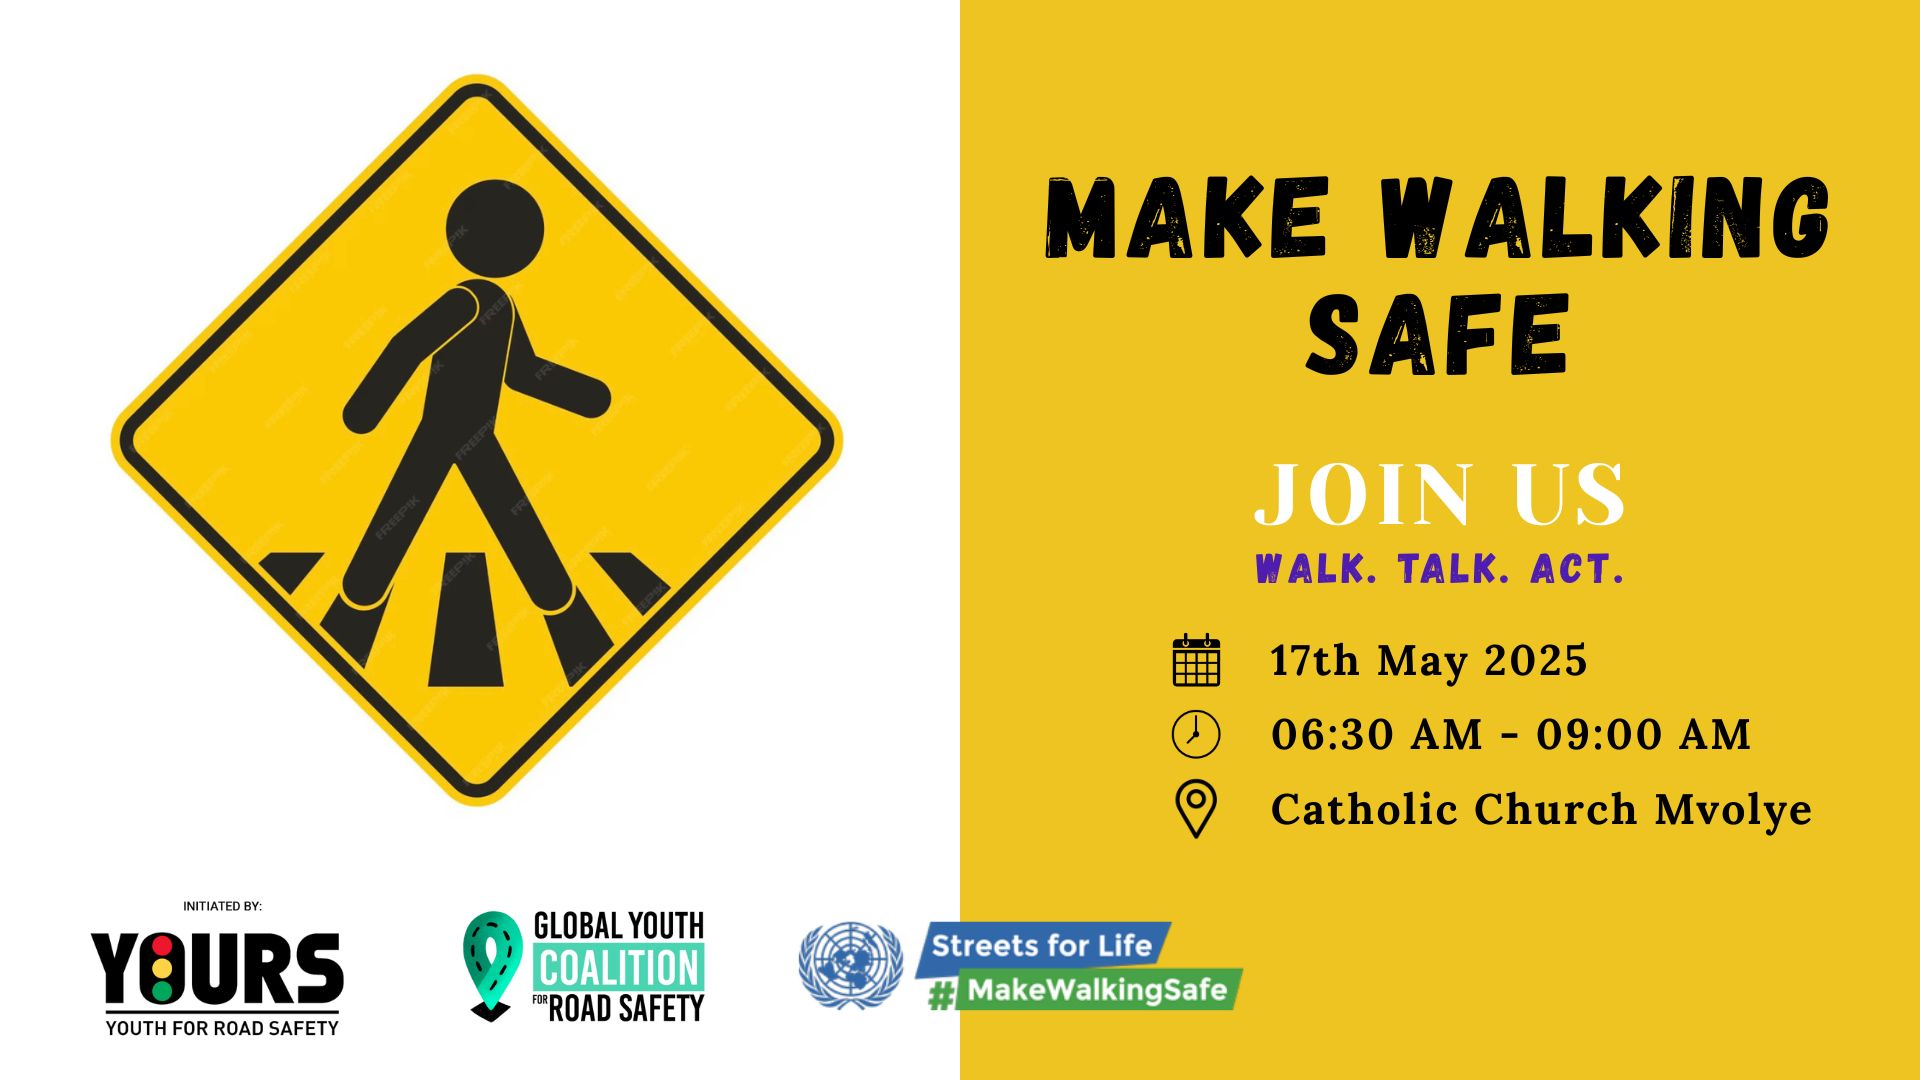 MAKE WALKING
SAFE
JOIN US
WALK. TALK. ACT.
17th May 2025
06:30 AM - 09:00 AM
Catholic Church Mvolye
INITIATED BY:
YOURS
YOUTH FOR ROAD SAFETY
GLOBAL YOUTH
COALITION
FOR ROAD SAFETY
Streets for Life
#MakeWalkingSafe
FREEPIK